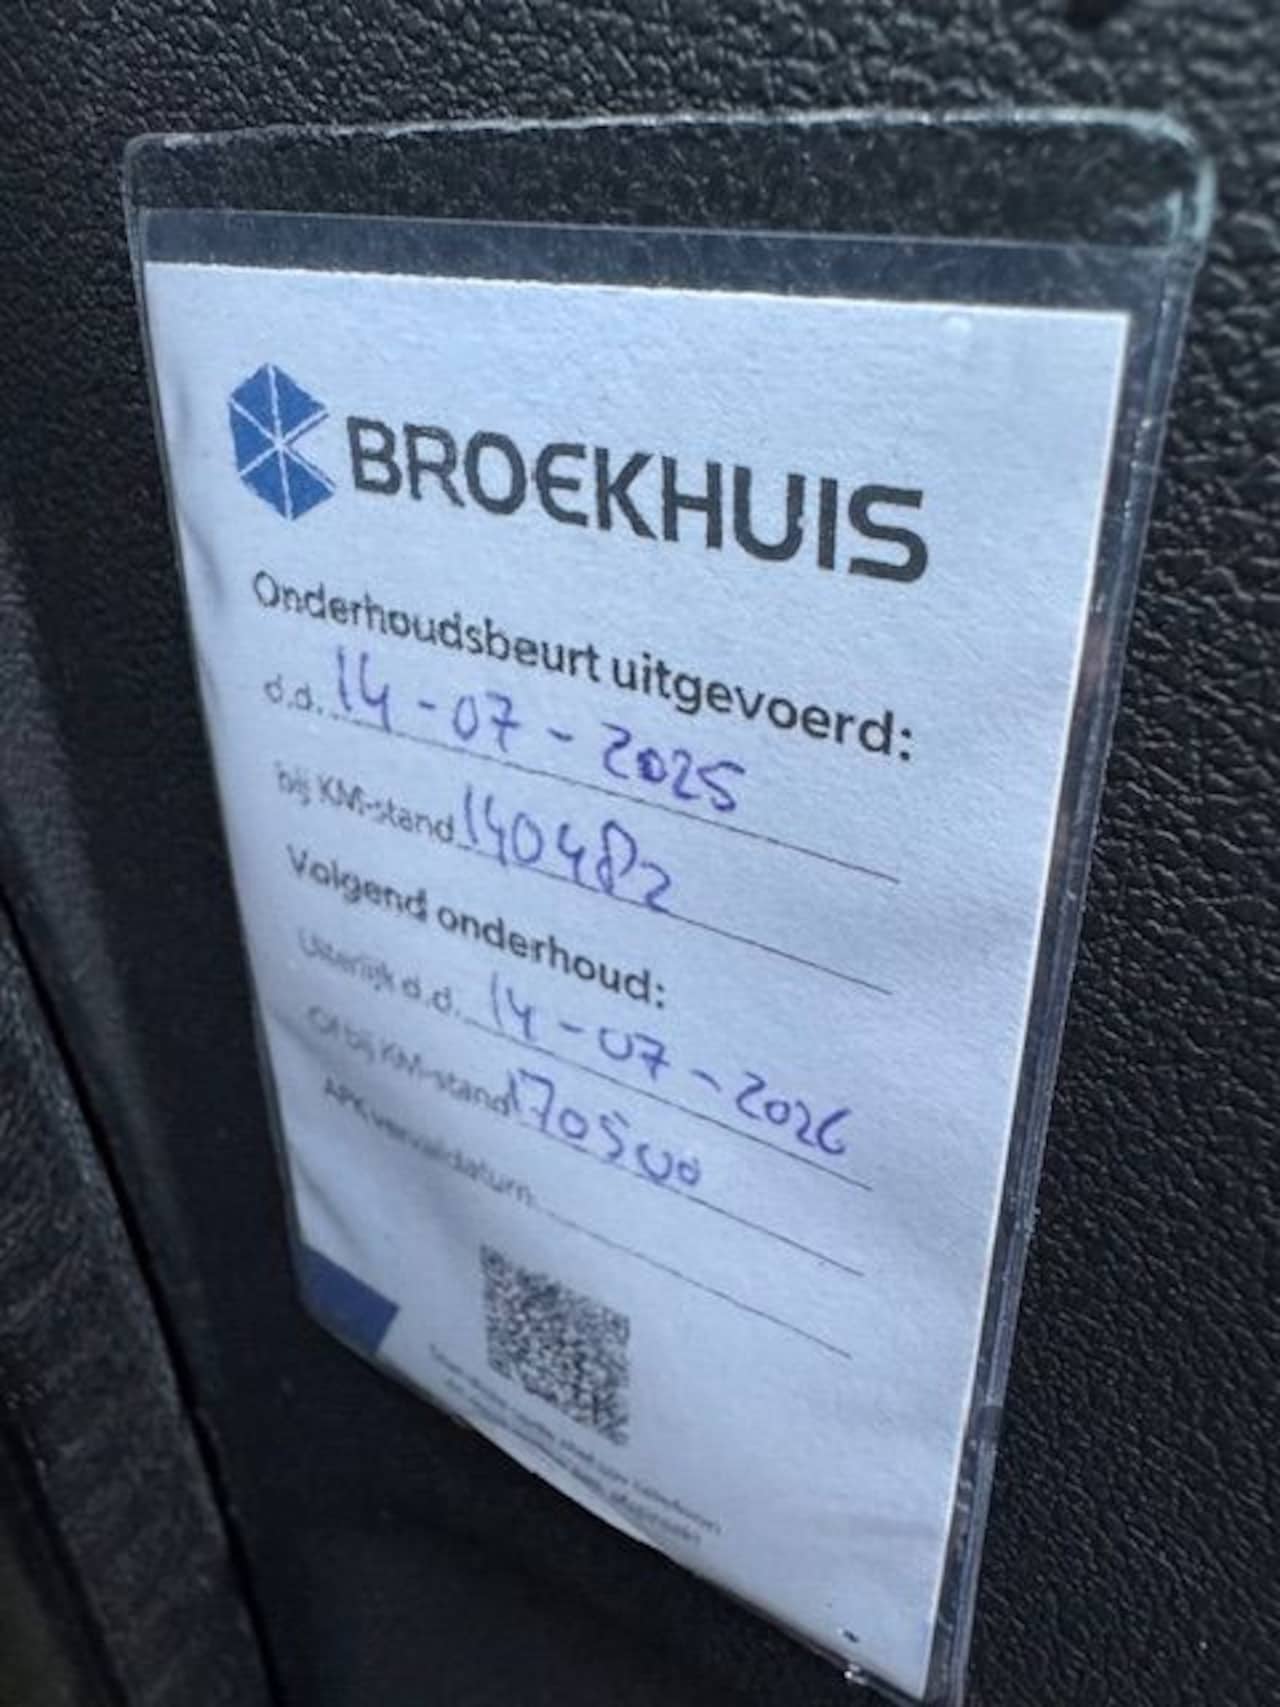 BROEKHUIS
Onderhoudsbeurt uitgevoerd:
d.d. 14-07-2025
bij KM-stand 140482
Volgend onderhoud:
Uiterlijk d.d. 14-07-2026
Of bij KM-stand 170500
APK vervaldatum